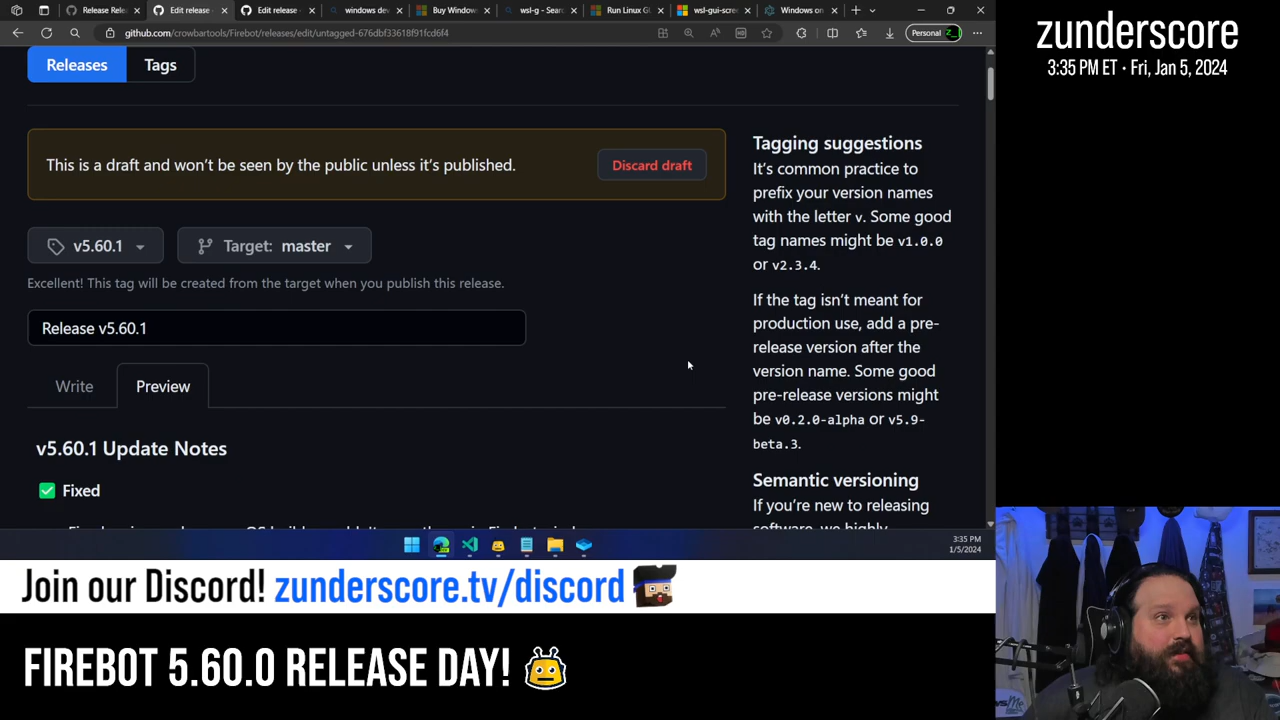 Release Relea
Edit release
Edit release
windows dev
Buy Window
wsl-g - Sear
Run Linux G
wsl-gui-scre
Windows on
github.com/crowbartools/Firebot/releases/edit/untagged-676dbf33618f91fcd6f4
Personal
Releases
Tags
This is a draft and won't be seen by the public unless it's published.
Discard draft
v5.60.1
Target: master
Excellent! This tag will be created from the target when you publish this release.
Release v5.60.1
Write
Preview
v5.60.1 Update Notes
Fixed
Tagging suggestions
It's common practice to
prefix your version names
with the letter v. Some good
tag names might be v1.0.0
or v2.3.4.
If the tag isn't meant for
production use, add a pre-
release version after the
version name. Some good
pre-release versions might
be v0.2.0-alpha or v5.9-
beta.3.
Semantic versioning
If you're new to releasing
software, we highly
3:35 PM
1/5/2024
zunderscore
3:35 PM ET • Fri, Jan 5, 2024
Join our Discord! zunderscore.tv/discord
FIREBOT 5.60.0 RELEASE DAY!